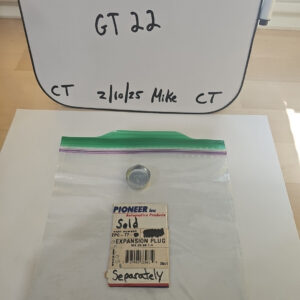 GT 22
CT 2/10/25 Mike CT
PIONEER inc
Automotive Products
Sold
EXPANSION PLUG
Separately